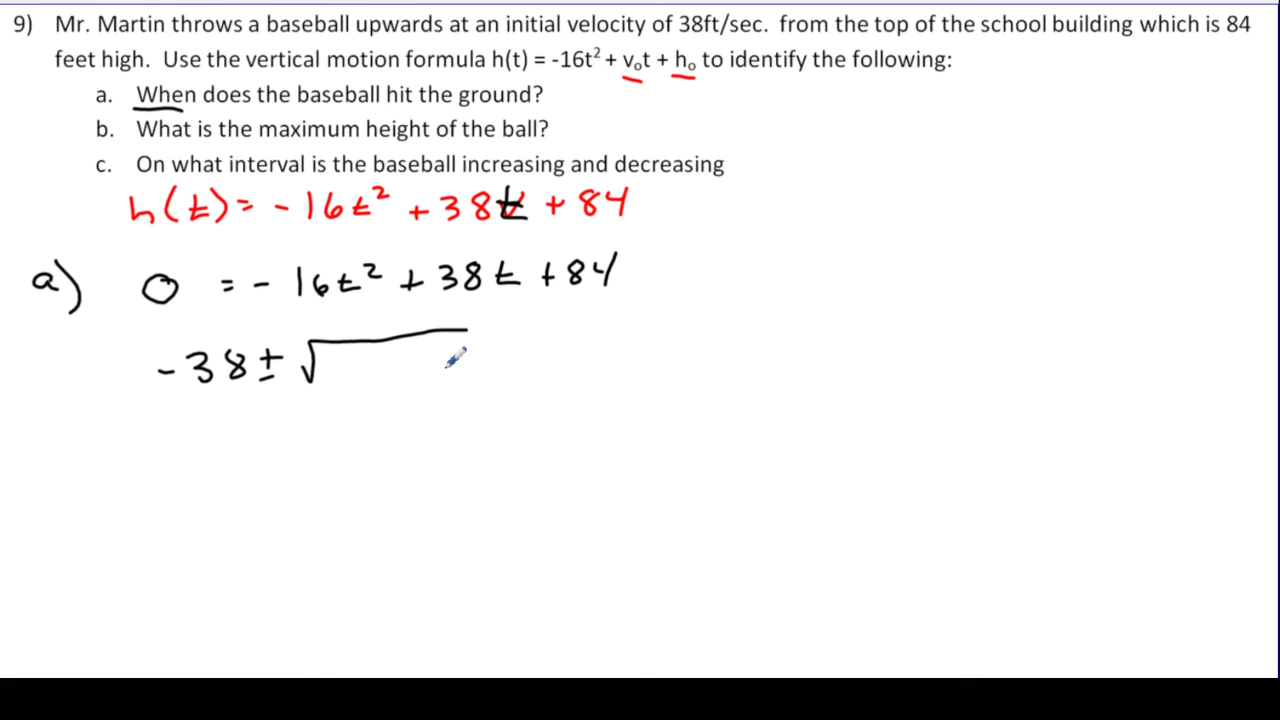 9) Mr. Martin throws a baseball upwards at an initial velocity of 38ft/sec. from the top of the school building which is 84
feet high. Use the vertical motion formula h(t) = -16t² + v₀t + h₀ to identify the following:
a. When does the baseball hit the ground?
b. What is the maximum height of the ball?
c. On what interval is the baseball increasing and decreasing
h(t) = -16t² + 38t + 84
a) 0 = -16t² + 38t + 84
-38 ± √